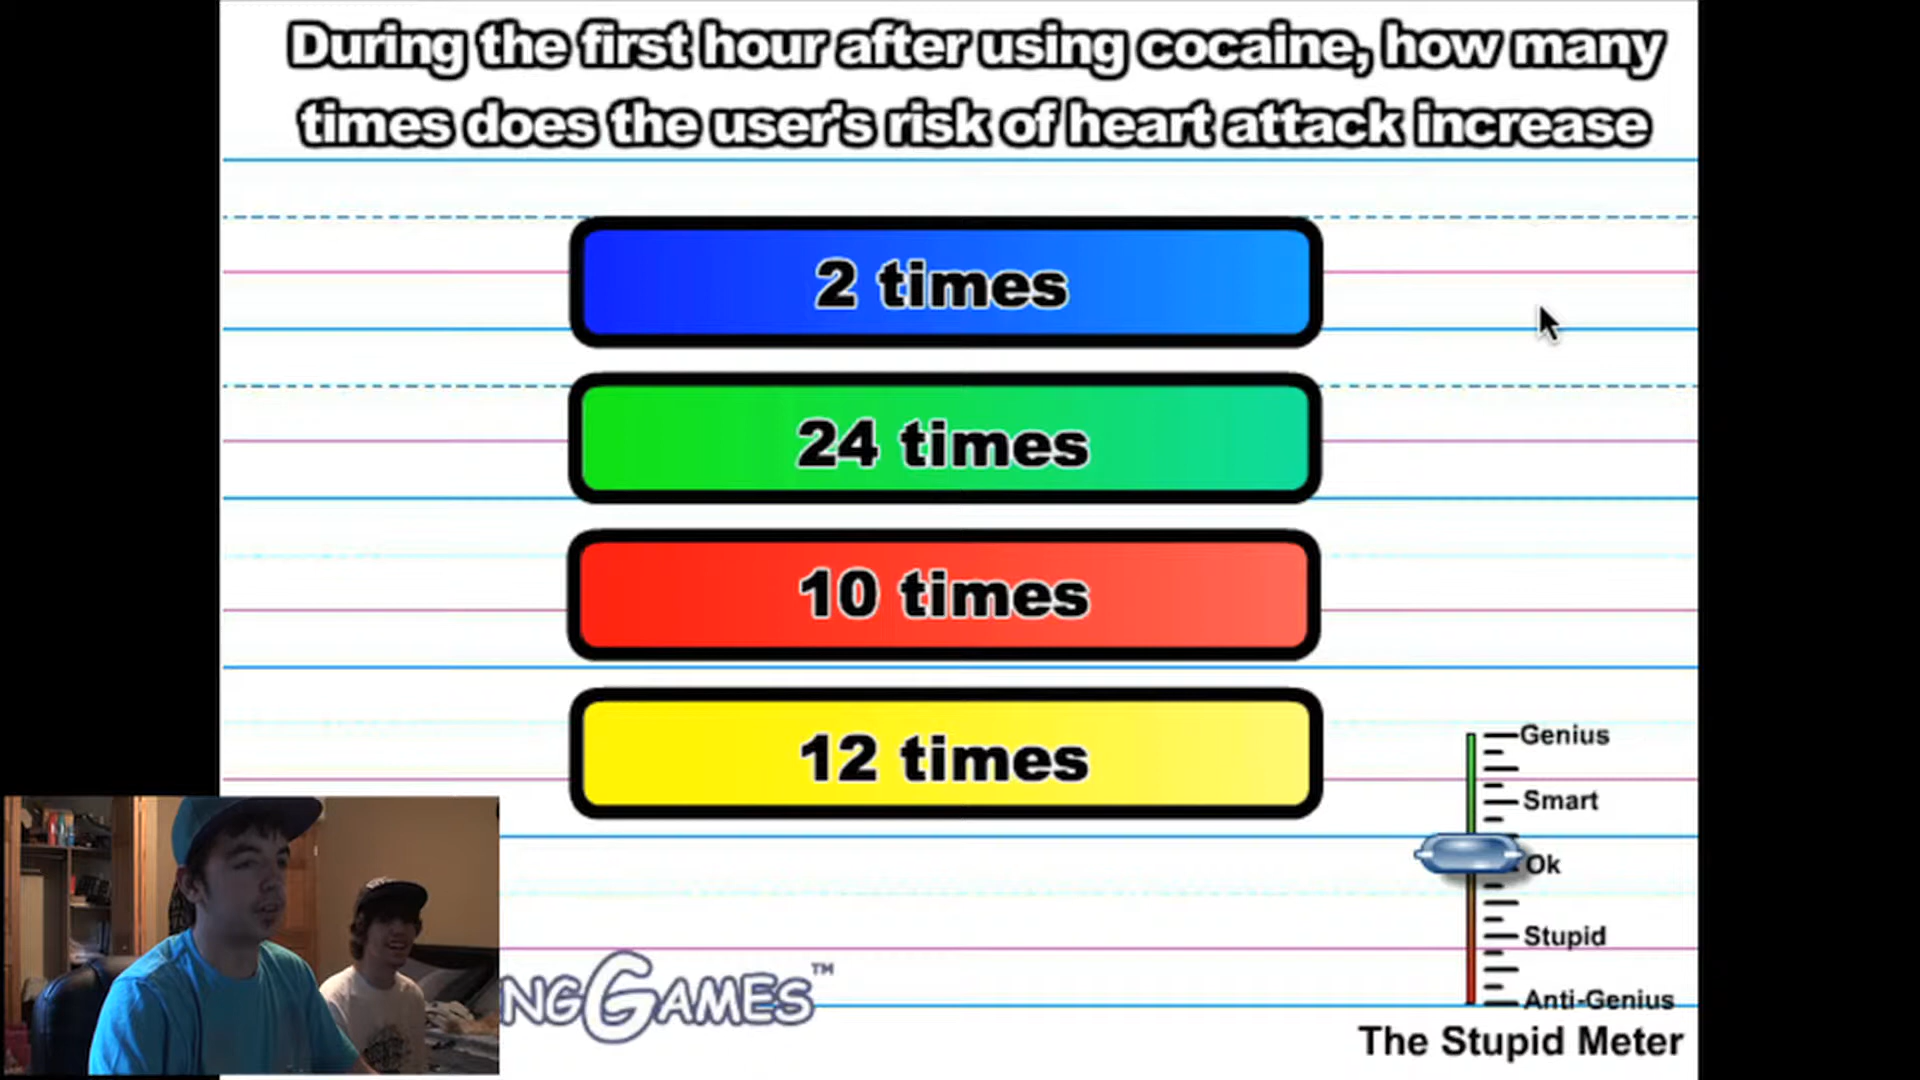 During the first hour after using cocaine, how many
times does the user's risk of heart attack increase
2 times
24 times
10 times
12 times
Genius
Smart
Ok
Stupid
Anti-Genius
The Stupid Meter
NGGAMES™